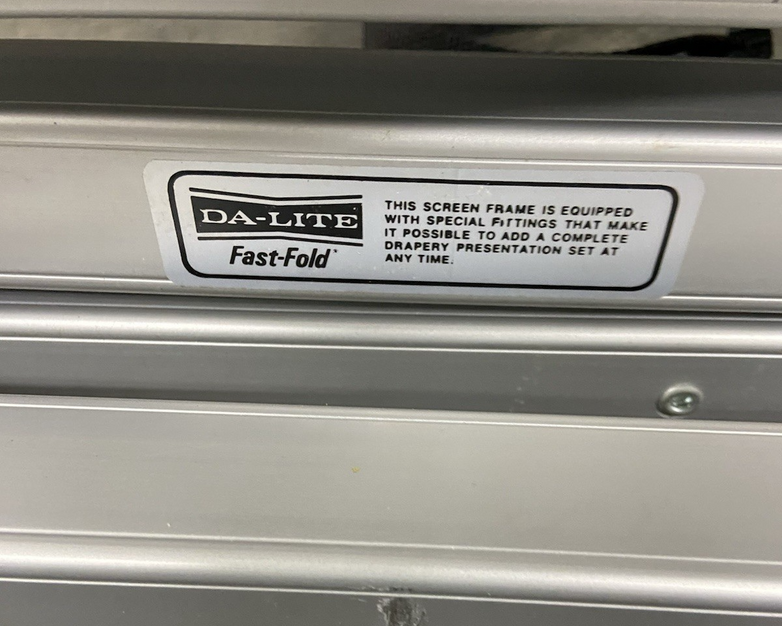 DA-LITE
Fast-Fold
THIS SCREEN FRAME IS EQUIPPED
WITH SPECIAL FITTINGS THAT MAKE
IT POSSIBLE TO ADD A COMPLETE
DRAPERY PRESENTATION SET AT
ANY TIME.